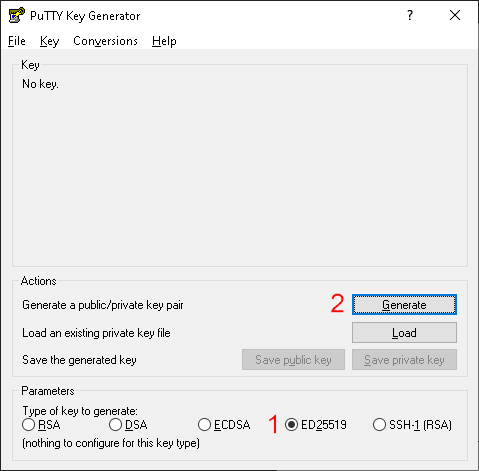 PuTTY Key Generator
File Key Conversions Help
Key
No key.
Actions
Generate a public/private key pair 2 Generate
Load an existing private key file Load
Save the generated key Save public key Save private key
Parameters
Type of key to generate:
RSA DSA ECDSA 1 ED25519 SSH-1 (RSA)
(nothing to configure for this key type)